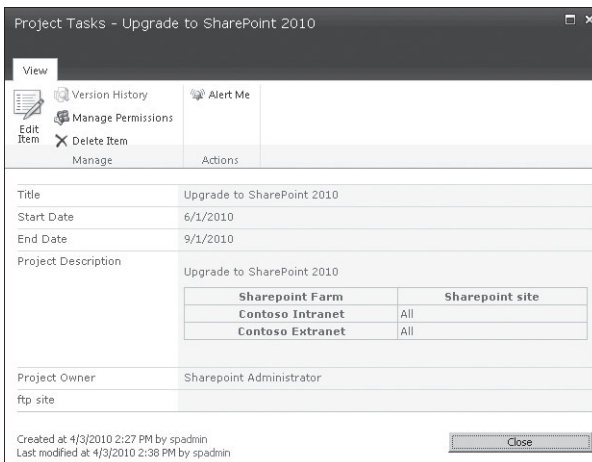 Project Tasks - Upgrade to SharePoint 2010
View
Edit Item
Version History
Manage Permissions
Delete Item
Manage
Alert Me
Actions
Title Upgrade to SharePoint 2010
Start Date 6/1/2010
End Date 9/1/2010
Project Description Upgrade to SharePoint 2010
Sharepoint Farm Sharepoint site
Contoso Intranet All
Contoso Extranet All
Project Owner Sharepoint Administrator
ftp site
Created at 4/3/2010 2:27 PM by spadmin
Last modified at 4/3/2010 2:38 PM by spadmin
Close